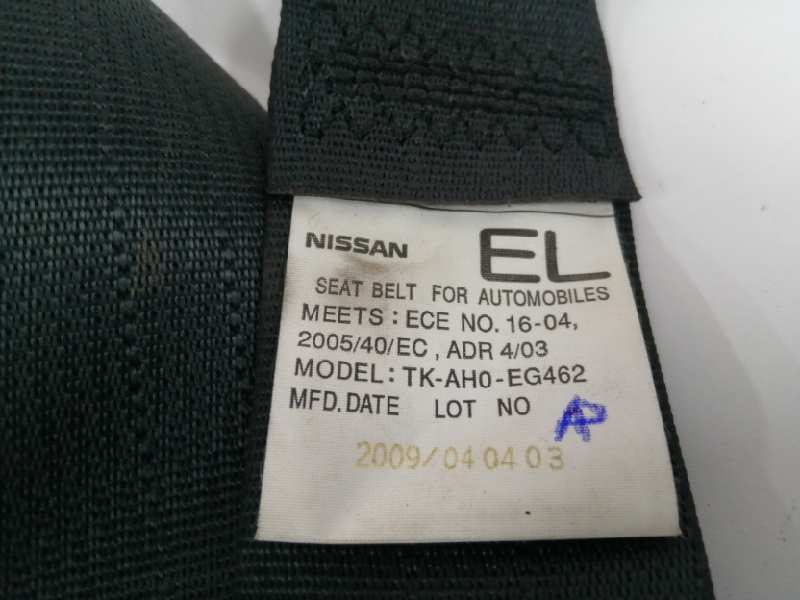 NISSAN EL
SEAT BELT FOR AUTOMOBILES
MEETS : ECE NO. 16-04,
2005/40/EC , ADR 4/03
MODEL: TK-AH0-EG462
MFD.DATE LOT NO AP
2009/04 04 03